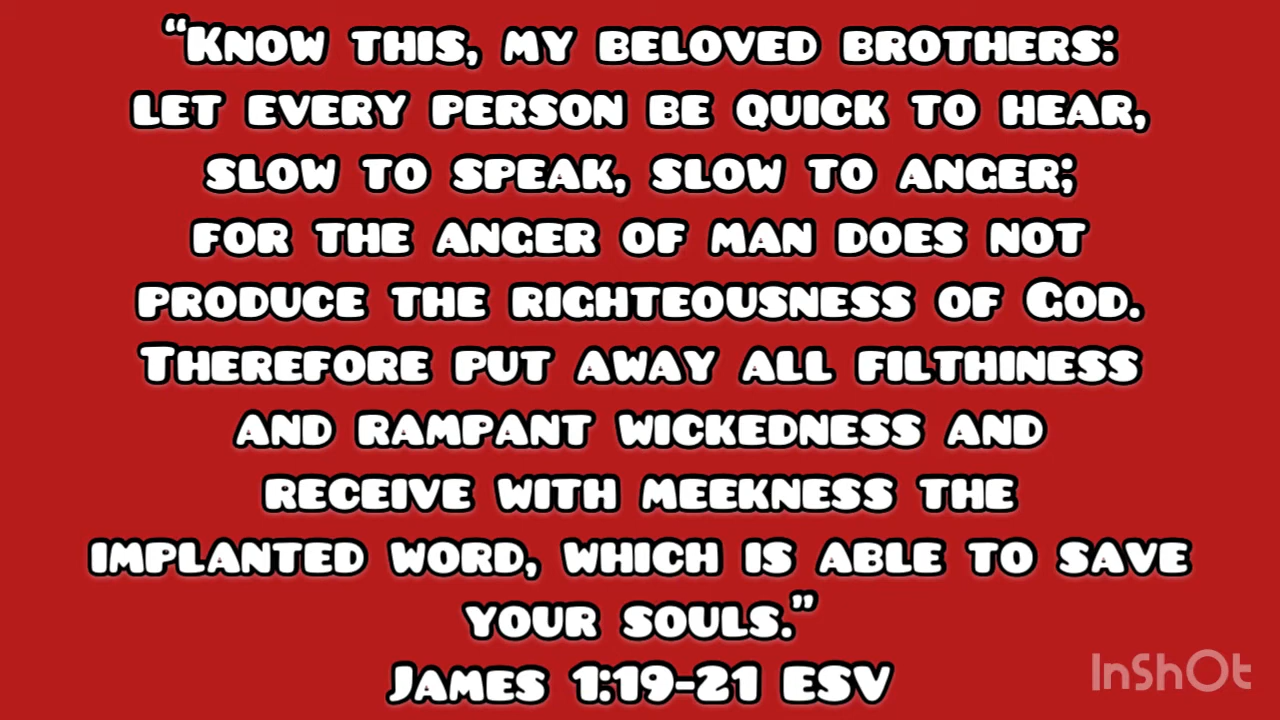 “Know this, my beloved brothers:
let every person be quick to hear,
slow to speak, slow to anger;
for the anger of man does not
produce the righteousness of God.
Therefore put away all filthiness
and rampant wickedness and
receive with meekness the
implanted word, which is able to save
your souls.”
James 1:19-21 ESV
InShOt